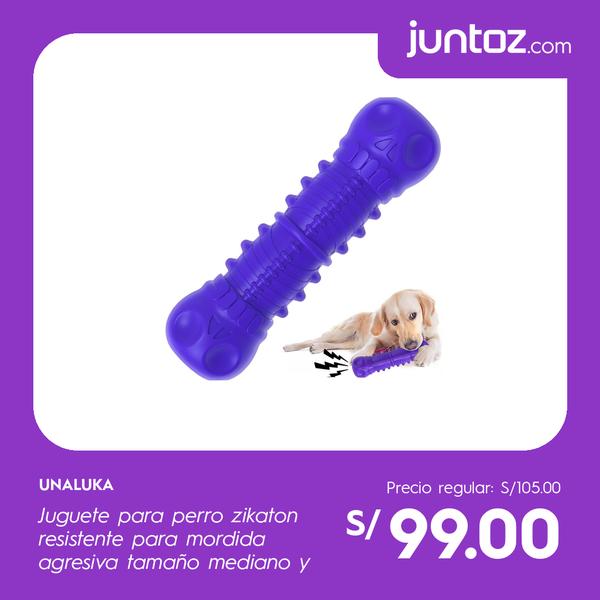 juntoz.com
UNALUKA
Juguete para perro zikaton
resistente para mordida
agresiva tamaño mediano y
Precio regular: S/105.00
S/ 99.00